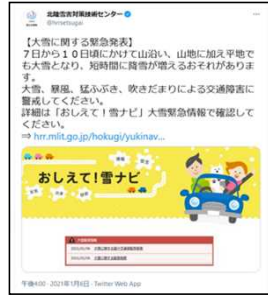 北陸雪害対策技術センター
@hrsetsugai
【大雪に関する緊急発表】
7日から10日頃にかけて山沿い、山地に加え平地で
も大雪となり、短時間に降雪が増えるおそれがありま
す。
大雪、暴風、猛ふぶき、吹きだまりによる交通障害に
警戒してください。
詳細は「おしえて!雪ナビ」大雪緊急情報で確認して
ください。
⇒ hrr.mlit.go.jp/hokugi/yukinav...
おしえて!雪ナビ
午後4:00 · 2021年1月6日 · Twitter Web App